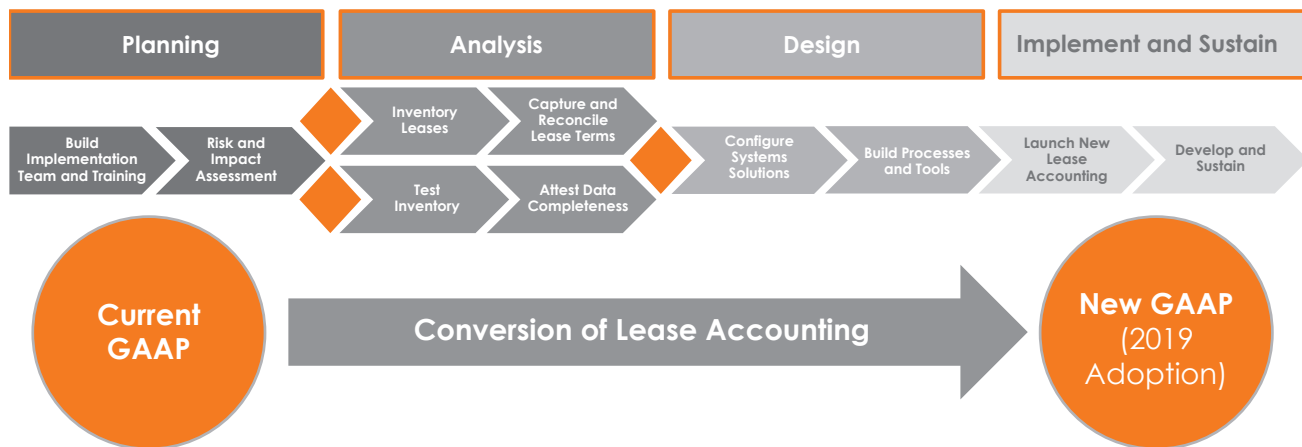 Planning
Analysis
Design
Implement and Sustain
Build
Implementation
Team and Training
Risk and
Impact
Assessment
Inventory
Leases
Capture and
Reconcile
Lease Terms
Test
Inventory
Attest Data
Completeness
Configure
Systems
Solutions
Build Processes
and Tools
Launch New
Lease
Accounting
Develop and
Sustain
Current
GAAP
Conversion of Lease Accounting
New GAAP
(2019
Adoption)